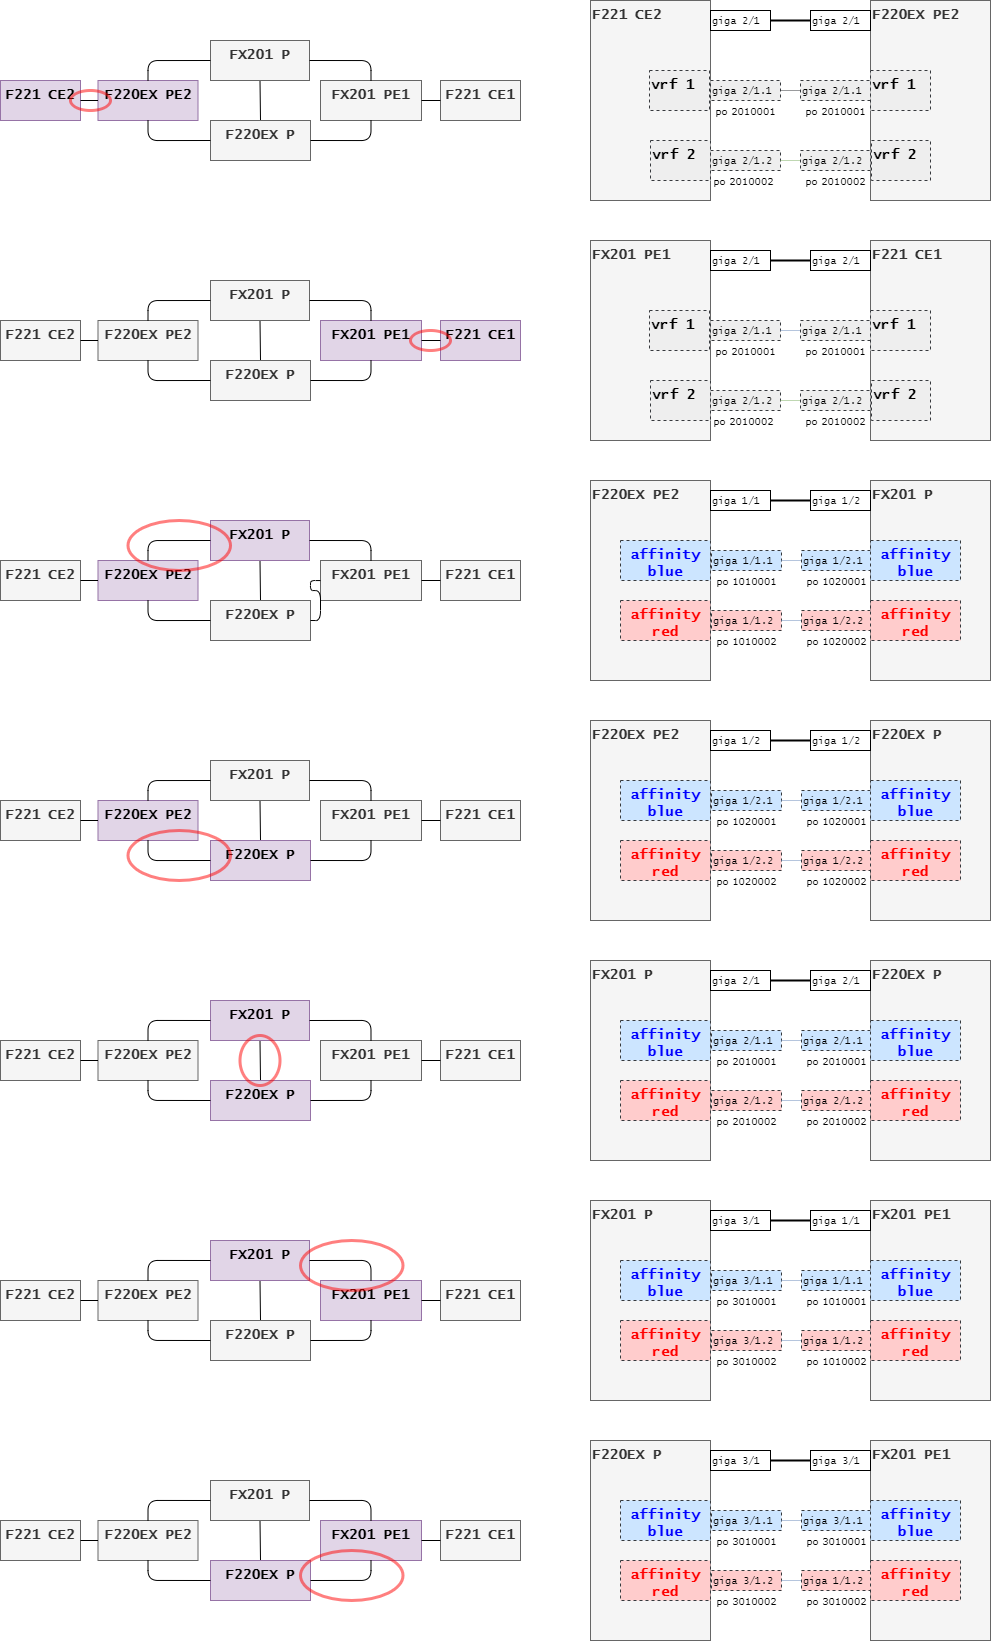 F221 CE2
giga 2/1
F220EX PE2
FX201 P
F221 CE2
F220EX PE2
FX201 PE1
F221 CE1
F220EX P
vrf 1
giga 2/1.1
giga 2/1.1
vrf 1
po 2010001
po 2010001
vrf 2
giga 2/1.2
giga 2/1.2
vrf 2
po 2010002
po 2010002
FX201 P
F221 CE2
F220EX PE2
FX201 PE1
F221 CE1
F220EX P
FX201 PE1
giga 2/1
giga 2/1
F221 CE1
vrf 1
giga 2/1.1
giga 2/1.1
vrf 1
po 2010001
po 2010001
vrf 2
giga 2/1.2
giga 2/1.2
vrf 2
po 2010002
po 2010002
FX201 P
F221 CE2
F220EX PE2
FX201 PE1
F221 CE1
F220EX P
F220EX PE2
giga 1/1
giga 1/2
FX201 P
affinity
blue
giga 1/1.1
giga 1/2.1
affinity
blue
po 1010001
po 1020001
affinity
red
giga 1/1.2
giga 1/2.2
affinity
red
po 1010002
po 1020002
FX201 P
F221 CE2
F220EX PE2
FX201 PE1
F221 CE1
F220EX P
F220EX PE2
giga 1/2
giga 1/2
F220EX P
affinity
blue
giga 1/2.1
giga 1/2.1
affinity
blue
po 1020001
po 1020001
affinity
red
giga 1/2.2
giga 1/2.2
affinity
red
po 1020002
po 1020002
FX201 P
F221 CE2
F220EX PE2
FX201 PE1
F221 CE1
F220EX P
FX201 P
giga 2/1
giga 2/1
F220EX P
affinity
blue
giga 2/1.1
giga 2/1.1
affinity
blue
po 2010001
po 2010001
affinity
red
giga 2/1.2
giga 2/1.2
affinity
red
po 2010002
po 2010002
FX201 P
F221 CE2
F220EX PE2
FX201 PE1
F221 CE1
F220EX P
FX201 P
giga 3/1
giga 1/1
FX201 PE1
affinity
blue
giga 3/1.1
giga 1/1.1
affinity
blue
po 3010001
po 1010001
affinity
red
giga 3/1.2
giga 1/1.2
affinity
red
po 3010002
po 1010002
FX201 P
F221 CE2
F220EX PE2
FX201 PE1
F221 CE1
F220EX P
F220EX P
giga 3/1
giga 3/1
FX201 PE1
affinity
blue
giga 3/1.1
giga 3/1.1
affinity
blue
po 3010001
po 3010001
affinity
red
giga 3/1.2
giga 1/1.2
affinity
red
po 3010002
po 3010002